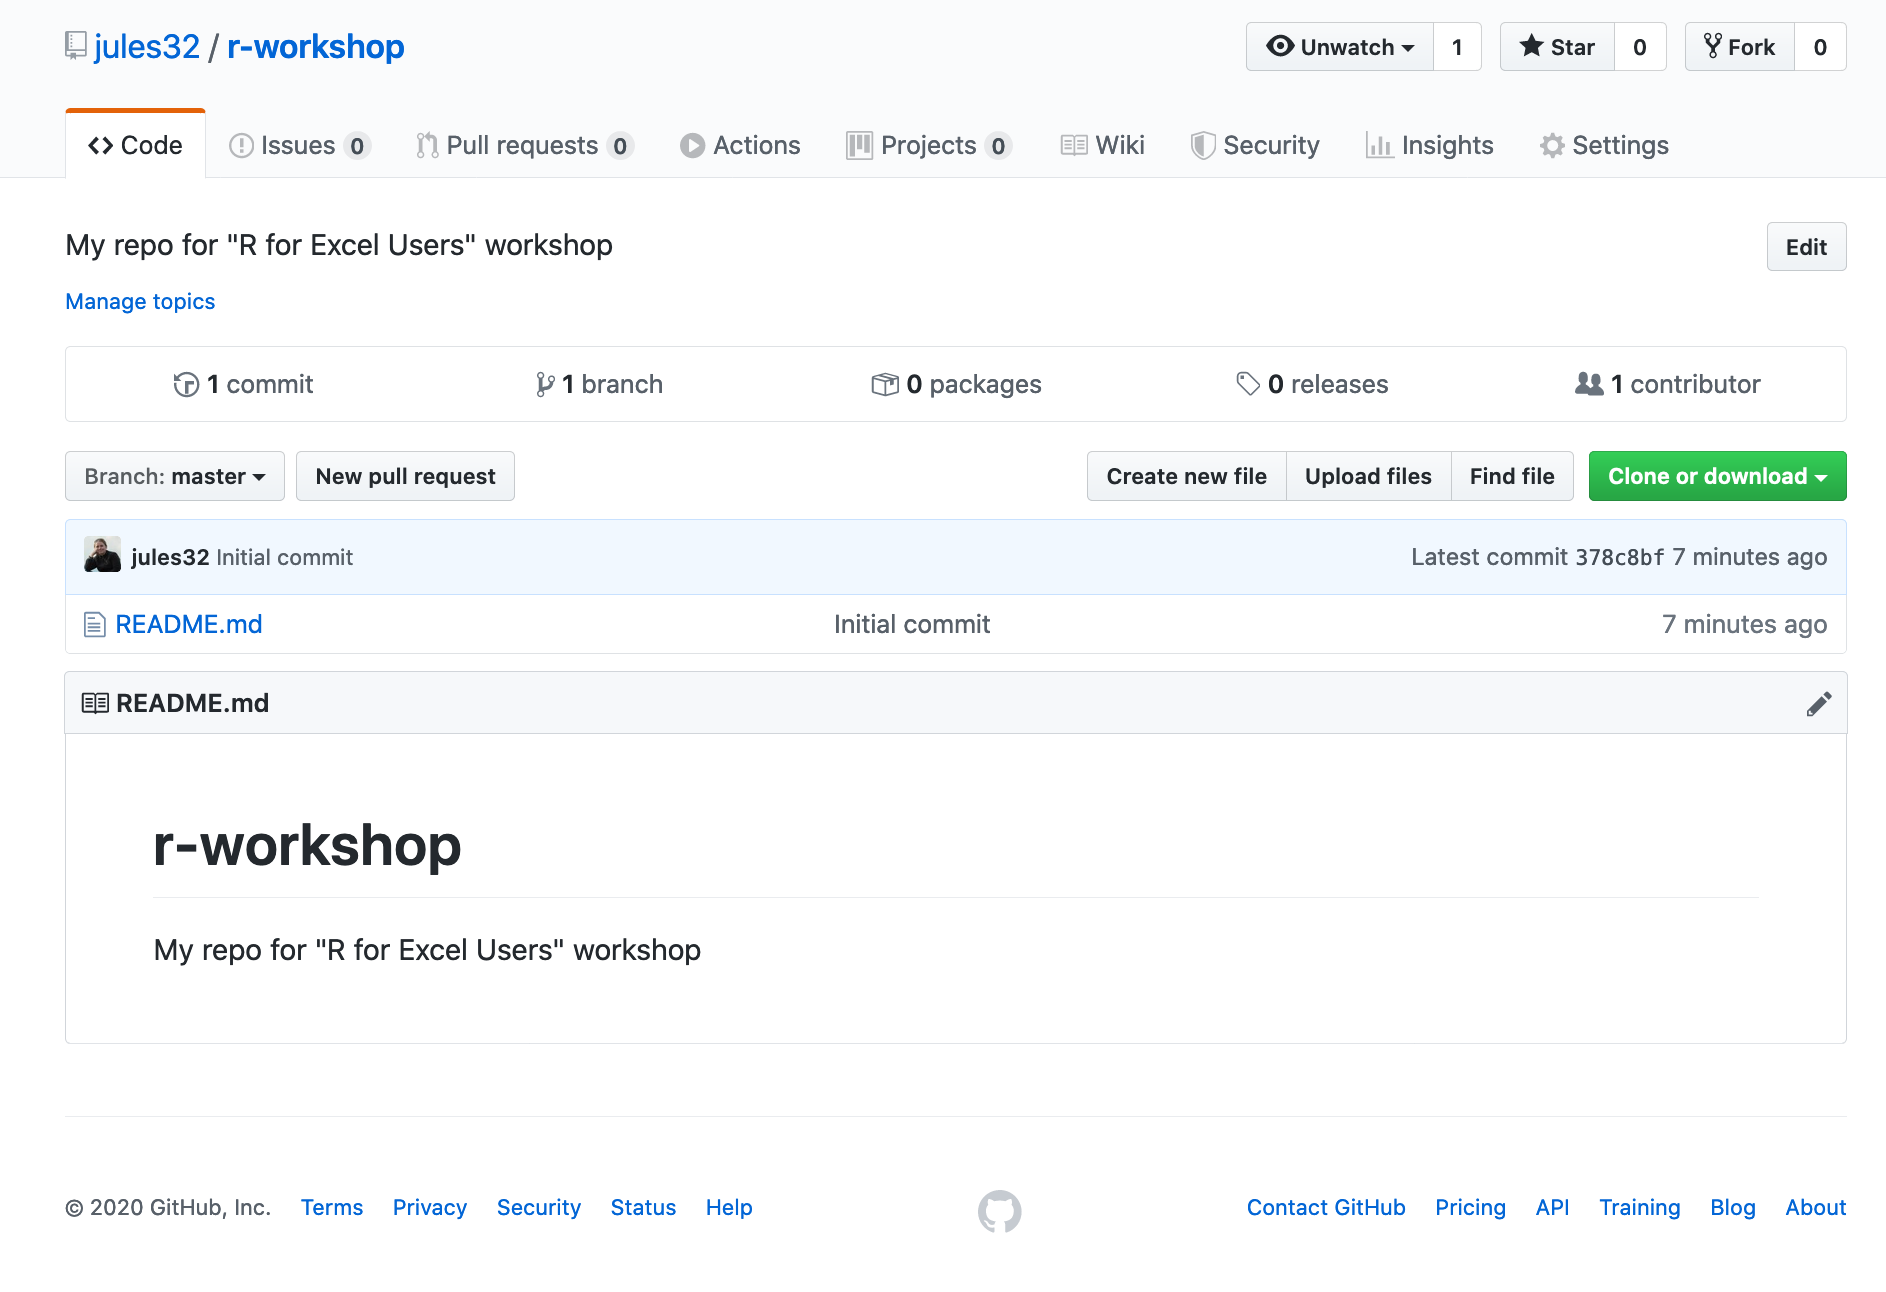 jules32 / r-workshop Unwatch 1 Star 0 Fork 0
Code Issues 0 Pull requests 0 Actions Projects 0 Wiki Security Insights Settings
My repo for "R for Excel Users" workshop Edit
Manage topics
1 commit 1 branch 0 packages 0 releases 1 contributor
Branch: master New pull request Create new file Upload files Find file Clone or download
jules32 Initial commit Latest commit 378c8bf 7 minutes ago
README.md Initial commit 7 minutes ago
README.md
r-workshop
My repo for "R for Excel Users" workshop
© 2020 GitHub, Inc. Terms Privacy Security Status Help Contact GitHub Pricing API Training Blog About